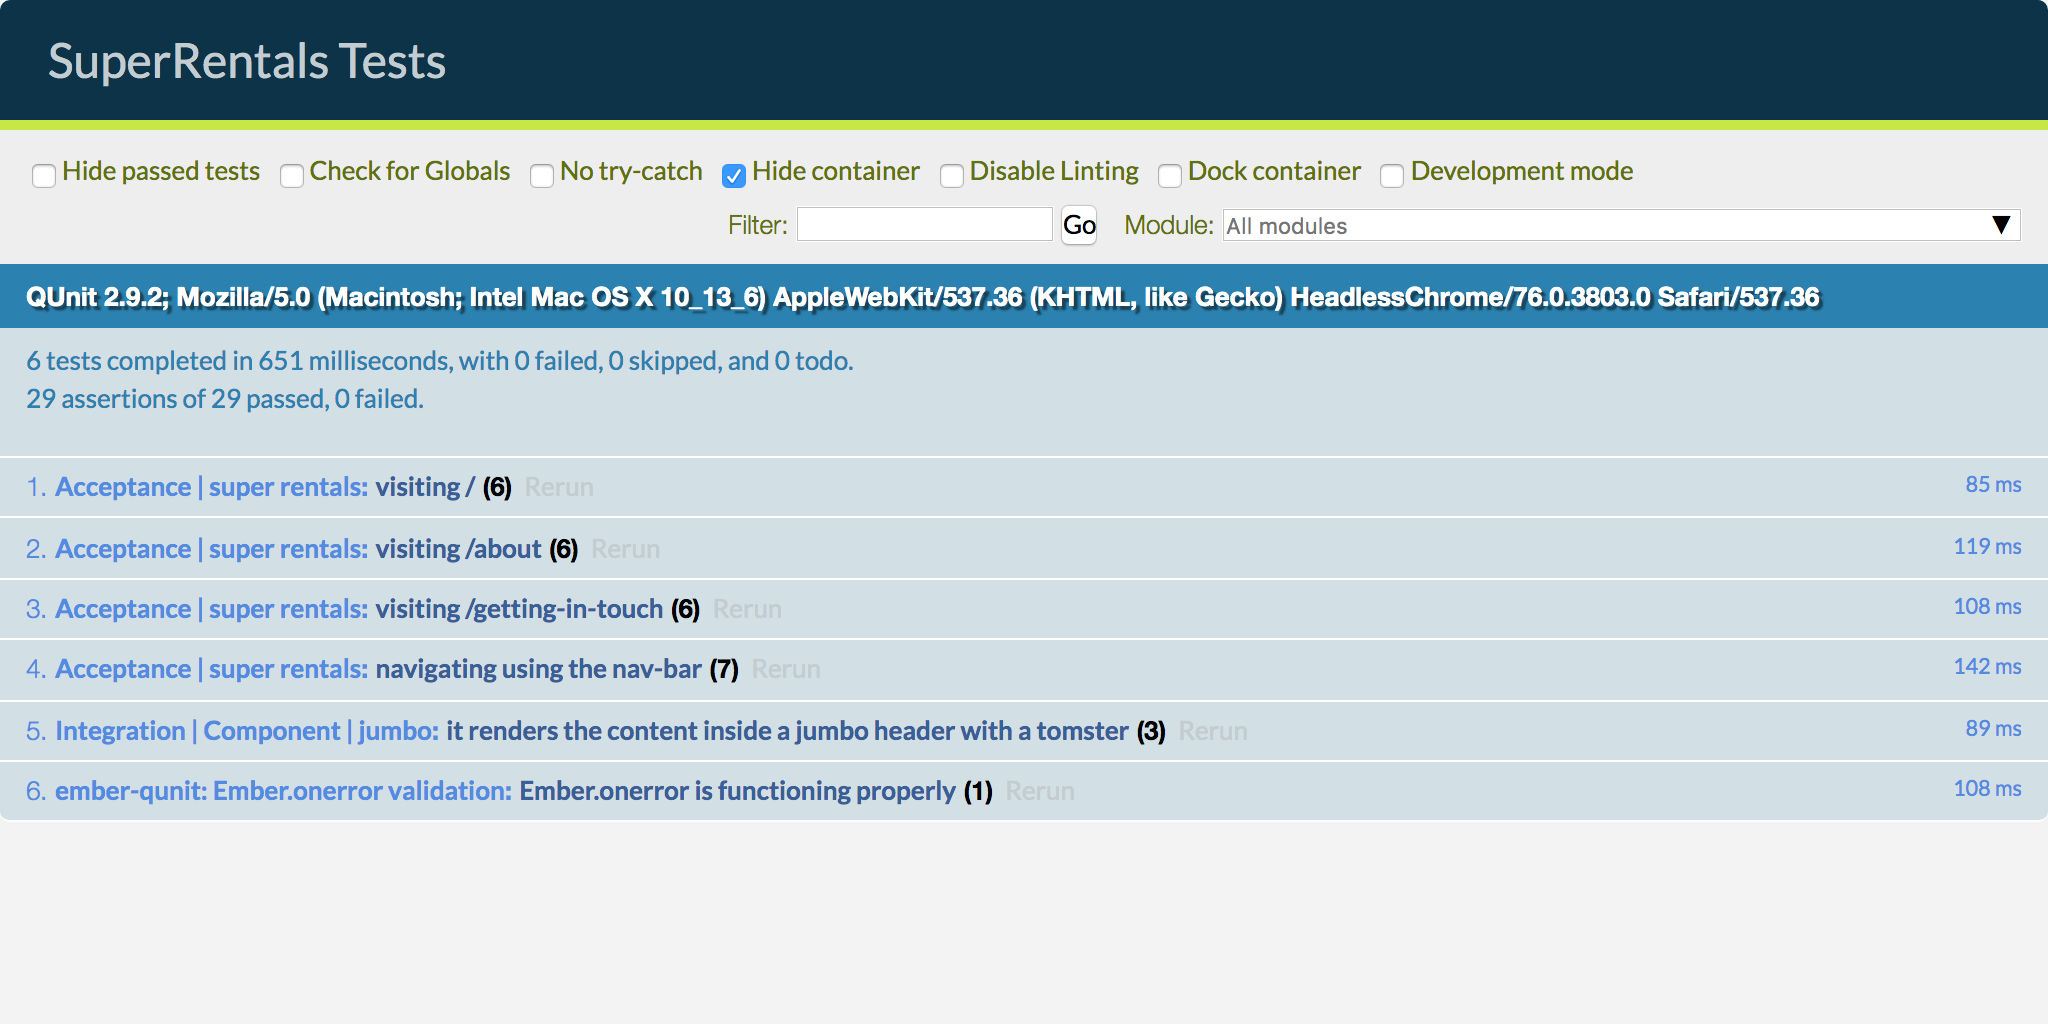 SuperRentals Tests
Hide passed tests Check for Globals No try-catch Hide container Disable Linting Dock container Development mode
Filter: Go Module: All modules ▼
QUnit 2.9.2; Mozilla/5.0 (Macintosh; Intel Mac OS X 10_13_6) AppleWebKit/537.36 (KHTML, like Gecko) HeadlessChrome/76.0.3803.0 Safari/537.36
6 tests completed in 651 milliseconds, with 0 failed, 0 skipped, and 0 todo.
29 assertions of 29 passed, 0 failed.
1. Acceptance | super rentals: visiting / (6) Rerun 85 ms
2. Acceptance | super rentals: visiting /about (6) Rerun 119 ms
3. Acceptance | super rentals: visiting /getting-in-touch (6) Rerun 108 ms
4. Acceptance | super rentals: navigating using the nav-bar (7) Rerun 142 ms
5. Integration | Component | jumbo: it renders the content inside a jumbo header with a tomster (3) Rerun 89 ms
6. ember-qunit: Ember.onerror validation: Ember.onerror is functioning properly (1) Rerun 108 ms